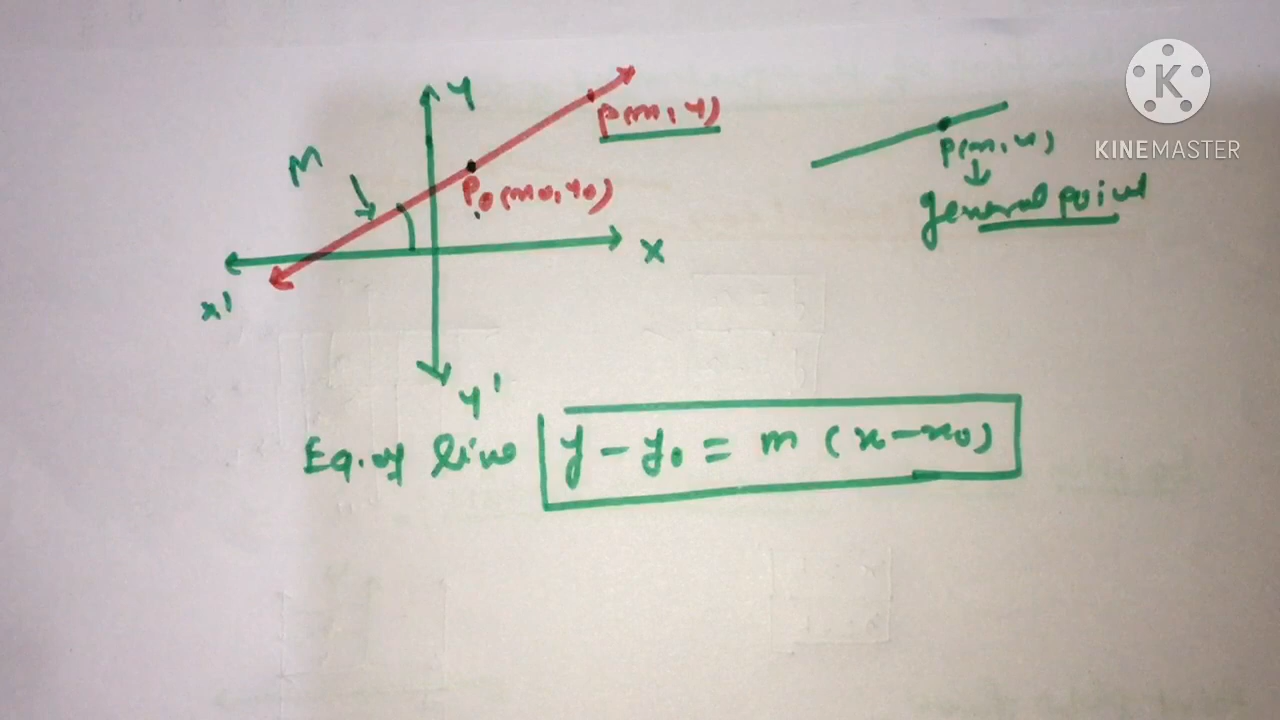 y
P(x, y)
K
KINEMASTER
M
P(x, y)
P₀(x₀, y₀)
general point
X
x'
y'
Eq. of line y - y₀ = m (x - x₀)